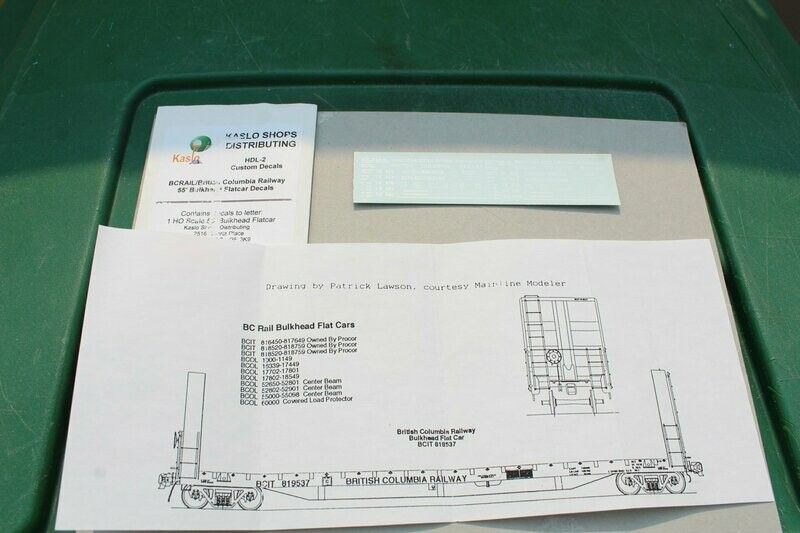 Kaslo
KASLO SHOPS
DISTRIBUTING
HDL-2
Custom Decals
BCRAIL/British Columbia Railway
55' Bulkhead Flatcar Decals
Contains decals to letter:
1 HO Scale Bulkhead Flatcar
Kaslo Shops Distributing
Place
Drawing by Patrick Lawson, courtesy Mainline Modeler
BC Rail Bulkhead Flat Cars
BCIT 816450-817649 Owned By Procor
BCIT 818520-818759 Owned By Procor
BCIT 818520-818759 Owned By Procor
BCOL 1000-1149
BCOL 16339-17449
BCOL 17702-17801
BCOL 17802-18549
BCOL 52650-52801 Center Beam
BCOL 52802-52901 Center Beam
BCOL 55000-55098 Center Beam
BCOL 60000 Covered Load Protector
British Columbia Railway
Bulkhead Flat Car
BCIT 819537
BCIT 819537
BRITISH COLUMBIA RAILWAY